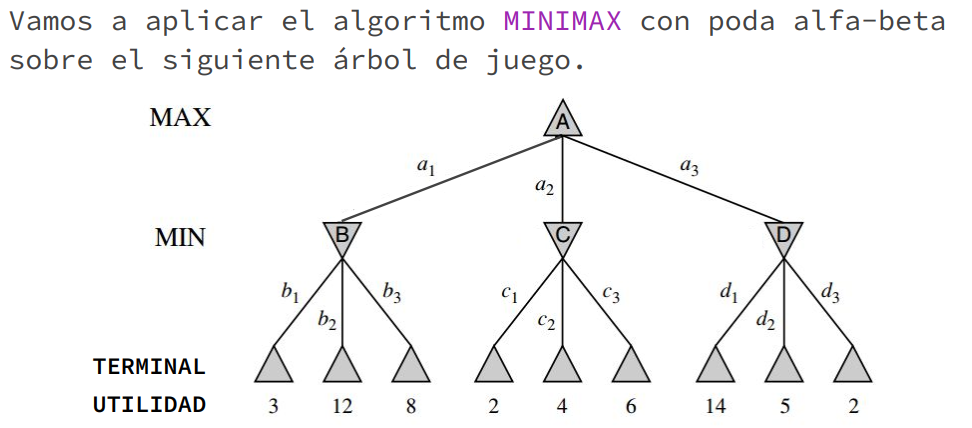 Vamos a aplicar el algoritmo MINIMAX con poda alfa-beta
sobre el siguiente árbol de juego.
MAX
A
a1
a2
a3
MIN
B
C
D
b1
b2
b3
c1
c2
c3
d1
d2
d3
TERMINAL
UTILIDAD
3 12 8 2 4 6 14 5 2